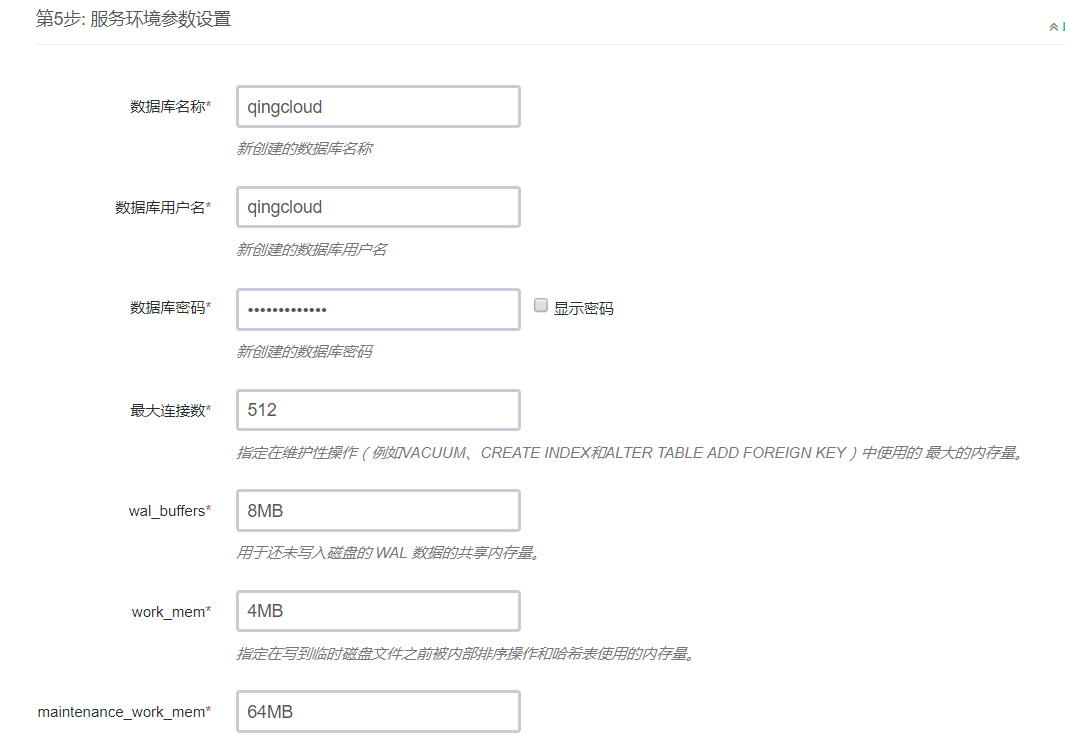 第5步: 服务环境参数设置
数据库名称* qingcloud
新创建的数据库名称
数据库用户名* qingcloud
新创建的数据库用户名
数据库密码* ••••••••••••• 显示密码
新创建的数据库密码
最大连接数* 512
指定在维护性操作（例如VACUUM、CREATE INDEX和ALTER TABLE ADD FOREIGN KEY）中使用的 最大的内存量。
wal_buffers* 8MB
用于还未写入磁盘的 WAL 数据的共享内存量。
work_mem* 4MB
指定在写到临时磁盘文件之前被内部排序操作和哈希表使用的内存量。
maintenance_work_mem* 64MB